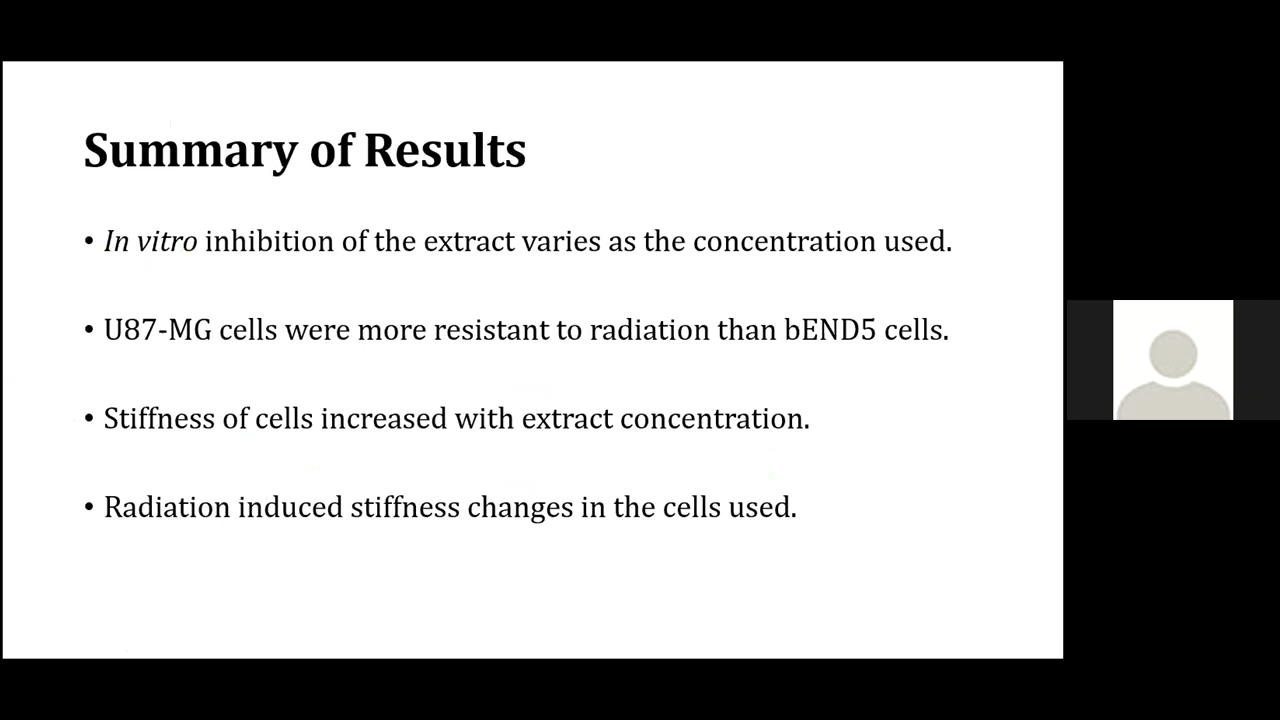 Summary of Results
• In vitro inhibition of the extract varies as the concentration used.
• U87-MG cells were more resistant to radiation than bEND5 cells.
• Stiffness of cells increased with extract concentration.
• Radiation induced stiffness changes in the cells used.